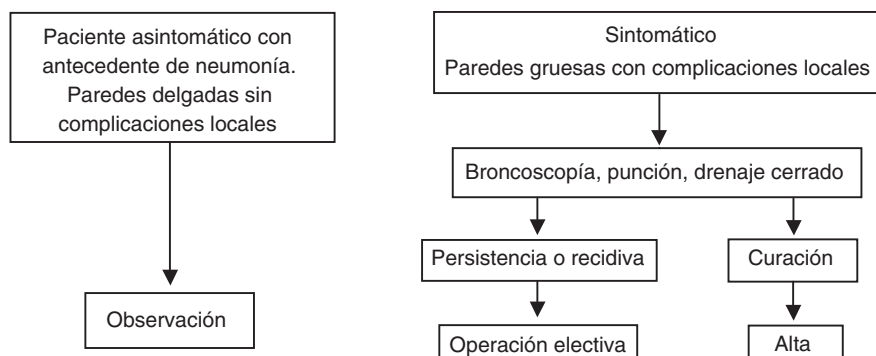 Paciente asintomático con
antecedente de neumonía.
Paredes delgadas sin
complicaciones locales
Observación
Sintomático
Paredes gruesas con complicaciones locales
Broncoscopía, punción, drenaje cerrado
Persistencia o recidiva
Curación
Operación electiva
Alta